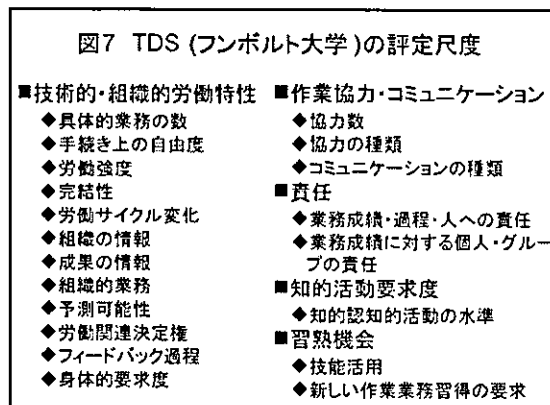 図7 TDS (フンボルト大学)の評定尺度
■技術的・組織的労働特性
◆具体的業務の数
◆手続き上の自由度
◆労働強度
◆完結性
◆労働サイクル変化
◆組織の情報
◆成果の情報
◆組織的業務
◆予測可能性
◆労働関連決定権
◆フィードバック過程
◆身体的要求度
■作業協力・コミュニケーション
◆協力数
◆協力の種類
◆コミュニケーションの種類
■責任
◆業務成績・過程・人への責任
◆業務成績に対する個人・グルー
プの責任
■知的活動要求度
◆知的認知的活動の水準
■習熟機会
◆技能活用
◆新しい作業業務習得の要求